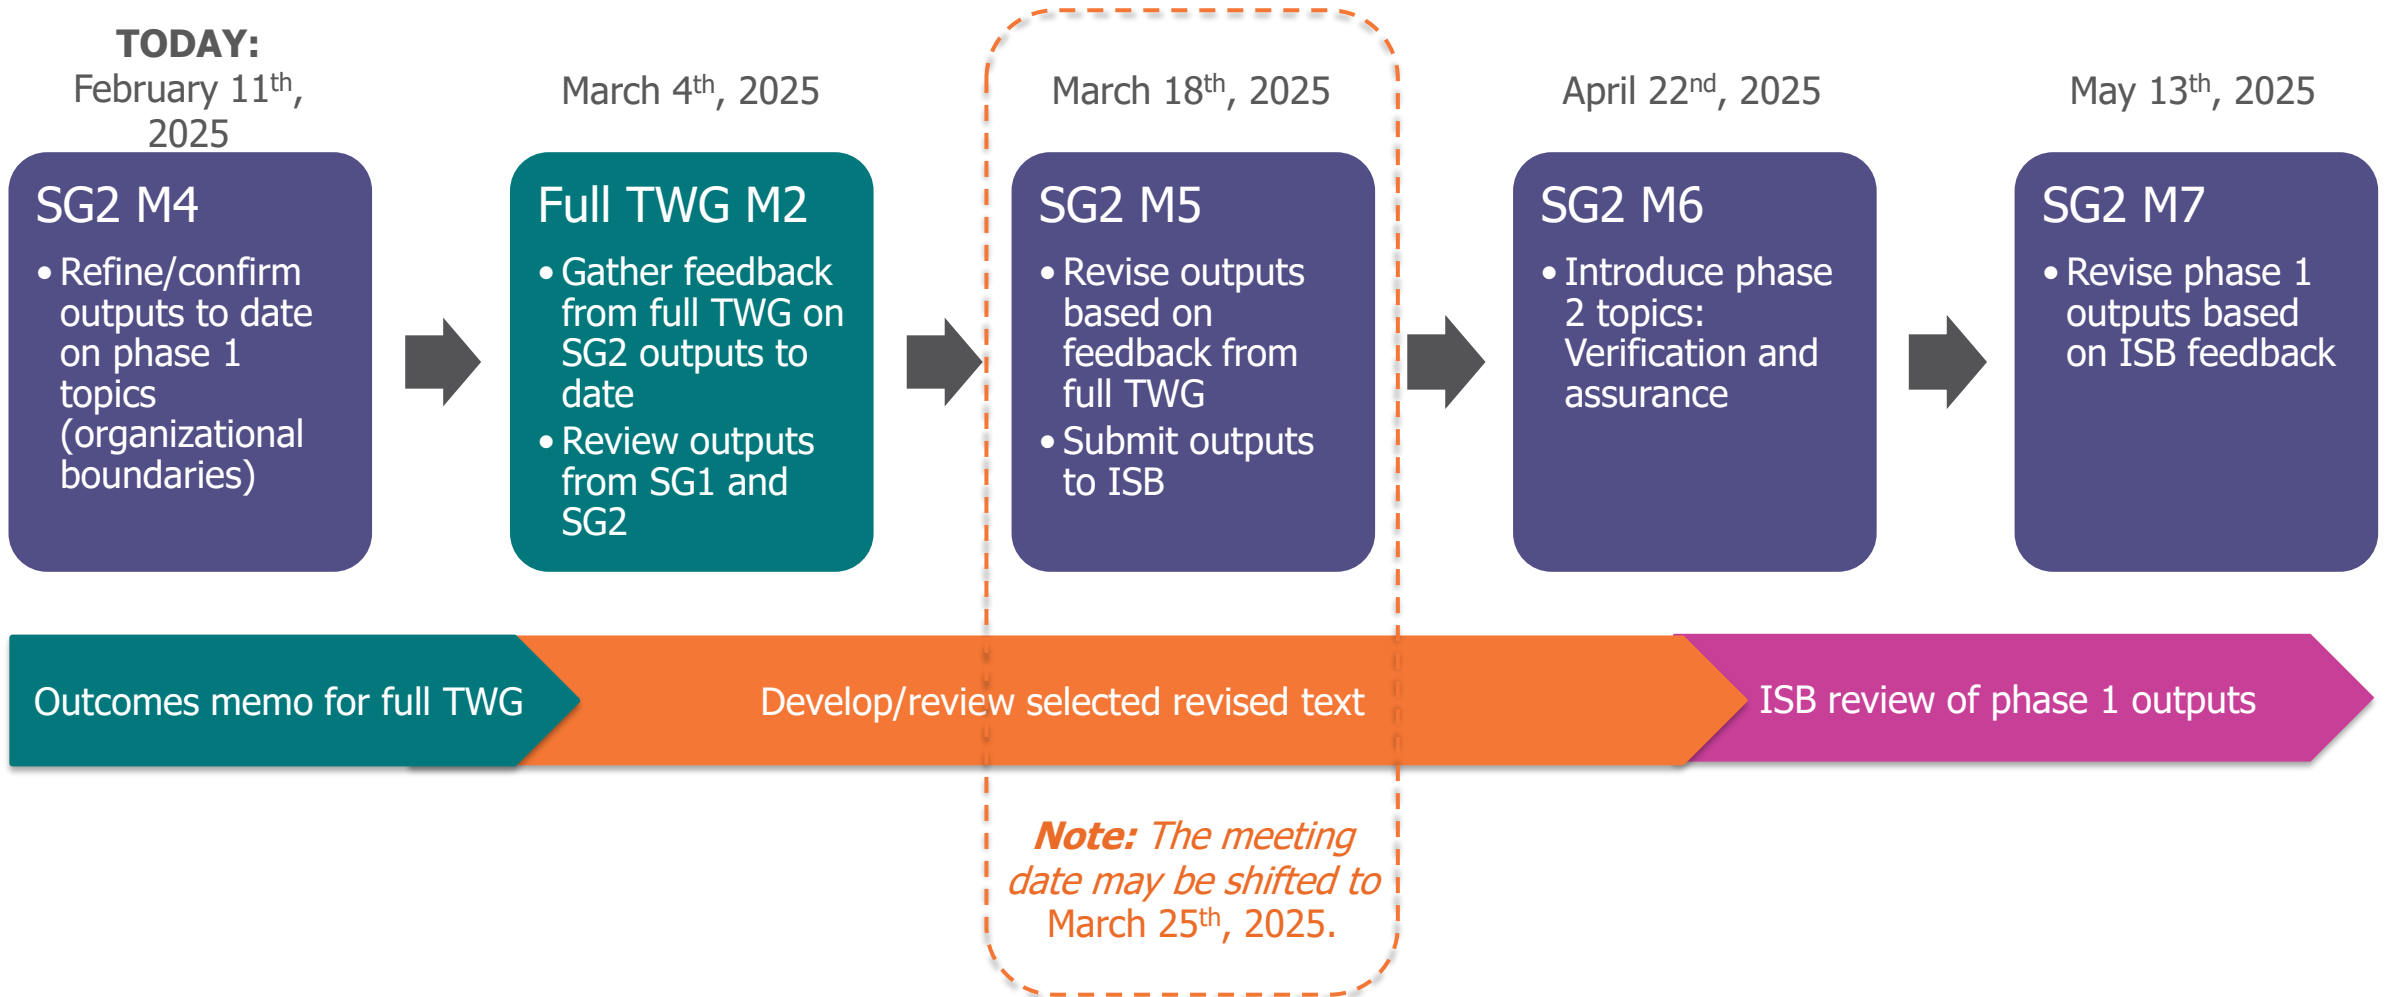 TODAY:
February 11th,
2025
March 4th, 2025
March 18th, 2025
April 22nd, 2025
May 13th, 2025
SG2 M4
• Refine/confirm
outputs to date
on phase 1
topics
(organizational
boundaries)
Full TWG M2
• Gather feedback
from full TWG on
SG2 outputs to
date
• Review outputs
from SG1 and
SG2
SG2 M5
• Revise outputs
based on
feedback from
full TWG
• Submit outputs
to ISB
SG2 M6
• Introduce phase
2 topics:
Verification and
assurance
SG2 M7
• Revise phase 1
outputs based
on ISB feedback
Outcomes memo for full TWG
Develop/review selected revised text
ISB review of phase 1 outputs
Note: The meeting
date may be shifted to
March 25th, 2025.